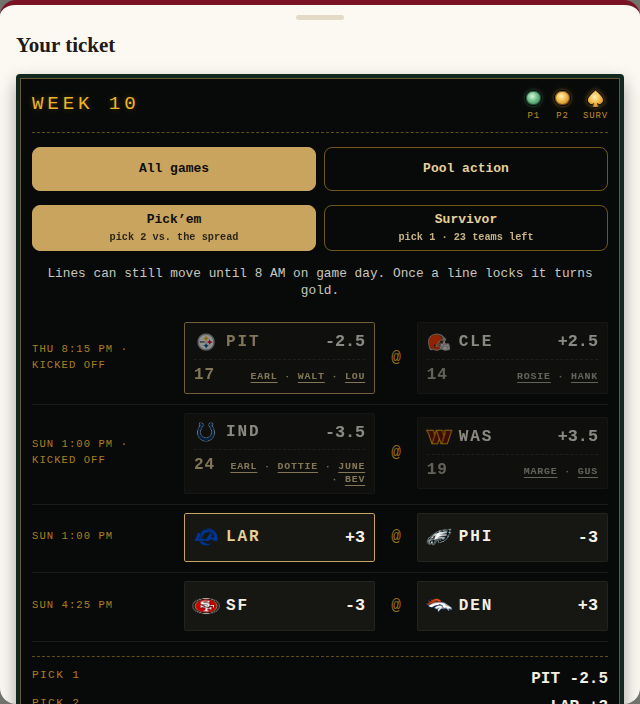 Your ticket
WEEK 10
P1 P2 SURV
All games
Pool action
Pick’em
pick 2 vs. the spread
Survivor
pick 1 · 23 teams left
Lines can still move until 8 AM on game day. Once a line locks it turns
gold.
THU 8:15 PM ·
KICKED OFF
PIT -2.5
17 EARL · WALT · LOU
@
CLE +2.5
14 ROSIE · HANK
SUN 1:00 PM ·
KICKED OFF
IND -3.5
24 EARL · DOTTIE · JUNE
· BEV
@
WAS +3.5
19 MARGE · GUS
SUN 1:00 PM
LAR +3
@
PHI -3
SUN 4:25 PM
SF -3
@
DEN +3
PICK 1 PIT -2.5
PICK 2 LAR +3